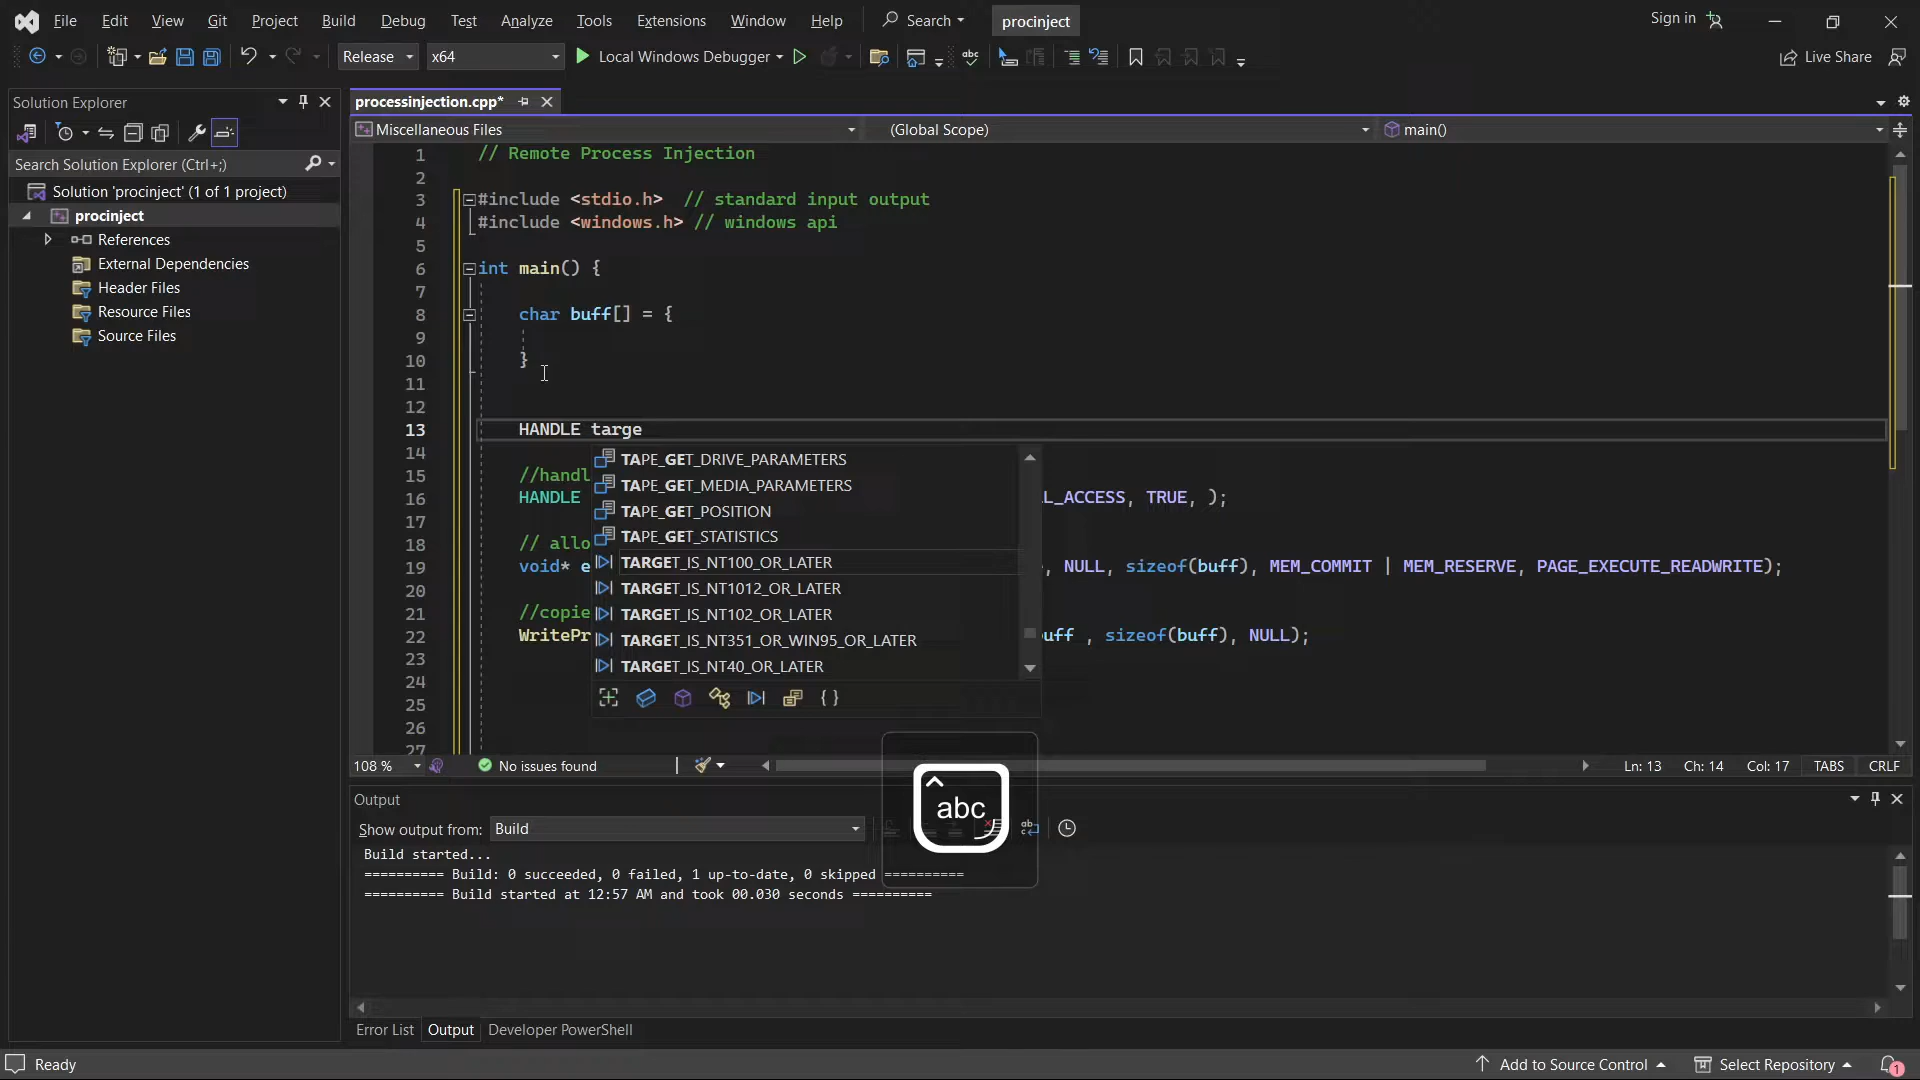 File Edit View Git Project Build Debug Test Analyze Tools Extensions Window Help Search procinject Sign in
Release x64 Local Windows Debugger Live Share
Solution Explorer
processinjection.cpp*
Miscellaneous Files (Global Scope) main()
Search Solution Explorer (Ctrl+;)
Solution 'procinject' (1 of 1 project)
procinject
References
External Dependencies
Header Files
Resource Files
Source Files
1 // Remote Process Injection
2
3 #include <stdio.h> // standard input output
4 #include <windows.h> // windows api
5
6 int main() {
7
8 char buff[] = {
9
10 }
11
12
13 HANDLE targe
14
15 //handl
16 HANDLE L_ACCESS, TRUE, );
17
18 // allo
19 void* e , NULL, sizeof(buff), MEM_COMMIT | MEM_RESERVE, PAGE_EXECUTE_READWRITE);
20
21 //copie
22 WritePr uff , sizeof(buff), NULL);
23
24
25
26
27
TAPE_GET_DRIVE_PARAMETERS
TAPE_GET_MEDIA_PARAMETERS
TAPE_GET_POSITION
TAPE_GET_STATISTICS
TARGET_IS_NT100_OR_LATER
TARGET_IS_NT1012_OR_LATER
TARGET_IS_NT102_OR_LATER
TARGET_IS_NT351_OR_WIN95_OR_LATER
TARGET_IS_NT40_OR_LATER
108 % No issues found Ln: 13 Ch: 14 Col: 17 TABS CRLF
abc
Output
Show output from: Build
Build started...
========== Build: 0 succeeded, 0 failed, 1 up-to-date, 0 skipped ==========
========== Build started at 12:57 AM and took 00.030 seconds ==========
Error List Output Developer PowerShell
Ready Add to Source Control Select Repository 1